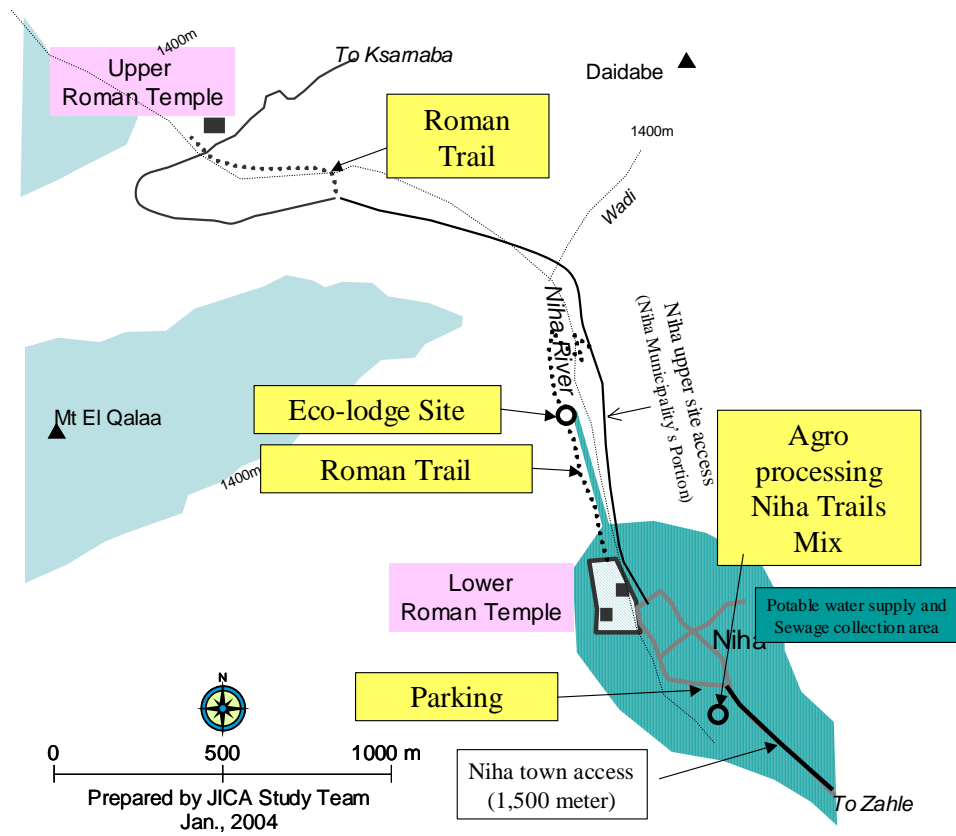 1400m
To Ksarnaba
Upper
Roman Temple
Daidabe
Roman
Trail
1400m
Wadi
Niha River
Niha upper site access
(Niha Municipality's Portion)
Eco-lodge Site
Mt El Qalaa
Roman Trail
1400m
Agro
processing
Niha Trails
Mix
Lower
Roman Temple
Potable water supply and
Sewage collection area
Niha
Parking
N
0 500 1000 m
Niha town access
(1,500 meter)
To Zahle
Prepared by JICA Study Team
Jan., 2004